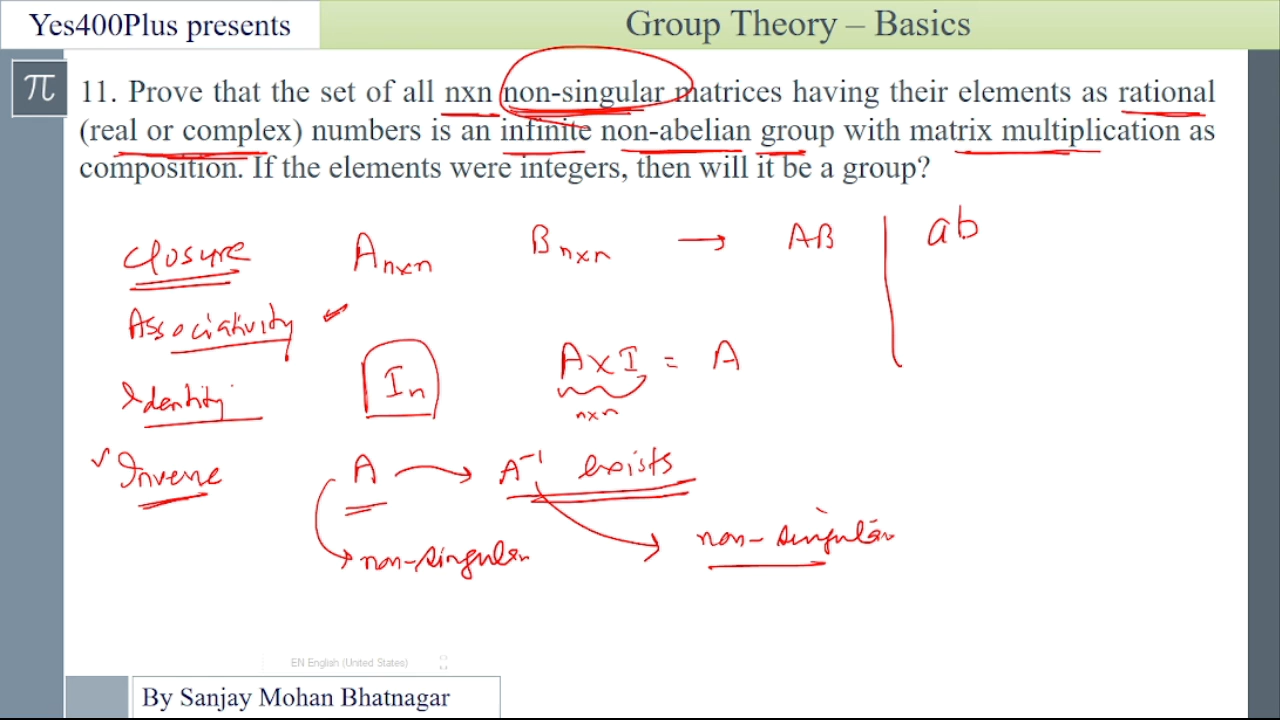 Yes400Plus presents
Group Theory – Basics
π
11. Prove that the set of all nxn non-singular matrices having their elements as rational
(real or complex) numbers is an infinite non-abelian group with matrix multiplication as
composition. If the elements were integers, then will it be a group?
Closure A nxn B nxn → AB | ab
Associativity ✓
Identity I n A x I = A
nxn
✓ Inverse A → A⁻¹ exists
→ non-singular → non-singular
EN English (United States)
By Sanjay Mohan Bhatnagar